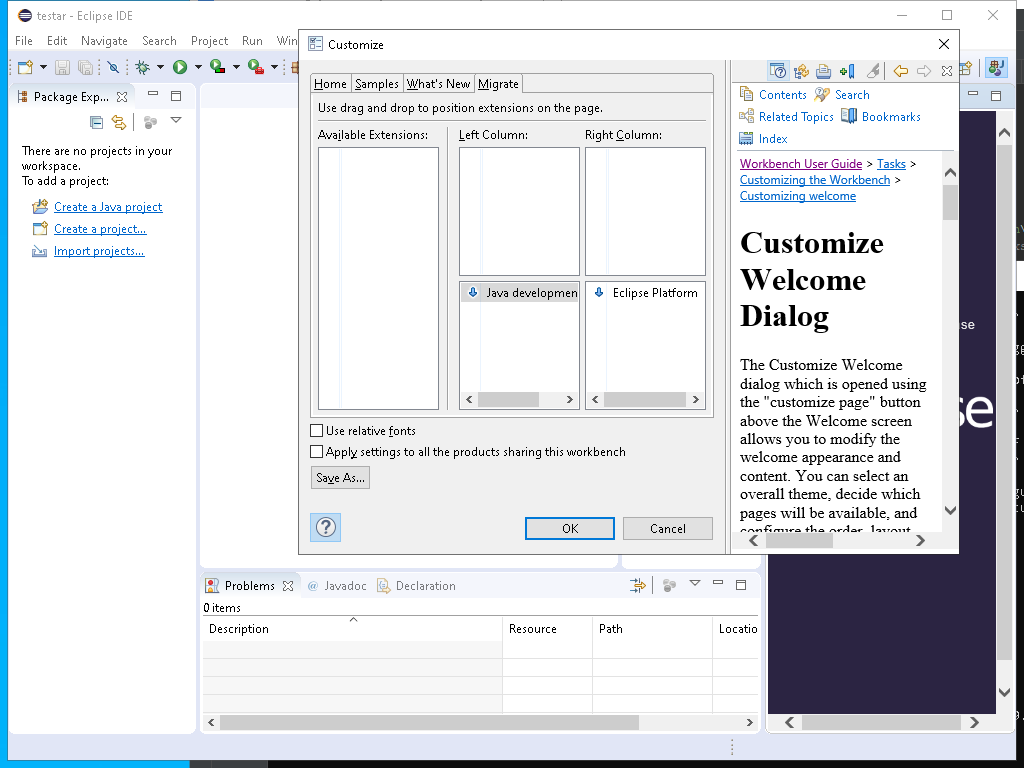 testar - Eclipse IDE
File Edit Navigate Search Project Run Win
Customize
Home Samples What's New Migrate
Use drag and drop to position extensions on the page.
Available Extensions: Left Column: Right Column:
Java developmen
Eclipse Platform
Use relative fonts
Apply settings to all the products sharing this workbench
Save As...
OK Cancel
Contents Search
Related Topics Bookmarks
Index
Workbench User Guide > Tasks >
Customizing the Workbench >
Customizing welcome
Customize
Welcome
Dialog
The Customize Welcome
dialog which is opened using
the "customize page" button
above the Welcome screen
allows you to modify the
welcome appearance and
content. You can select an
overall theme, decide which
pages will be available, and
configure the order, layout
Package Exp...
There are no projects in your
workspace.
To add a project:
Create a Java project
Create a project...
Import projects...
se
se
Problems @ Javadoc Declaration
0 items
Description Resource Path Locatio